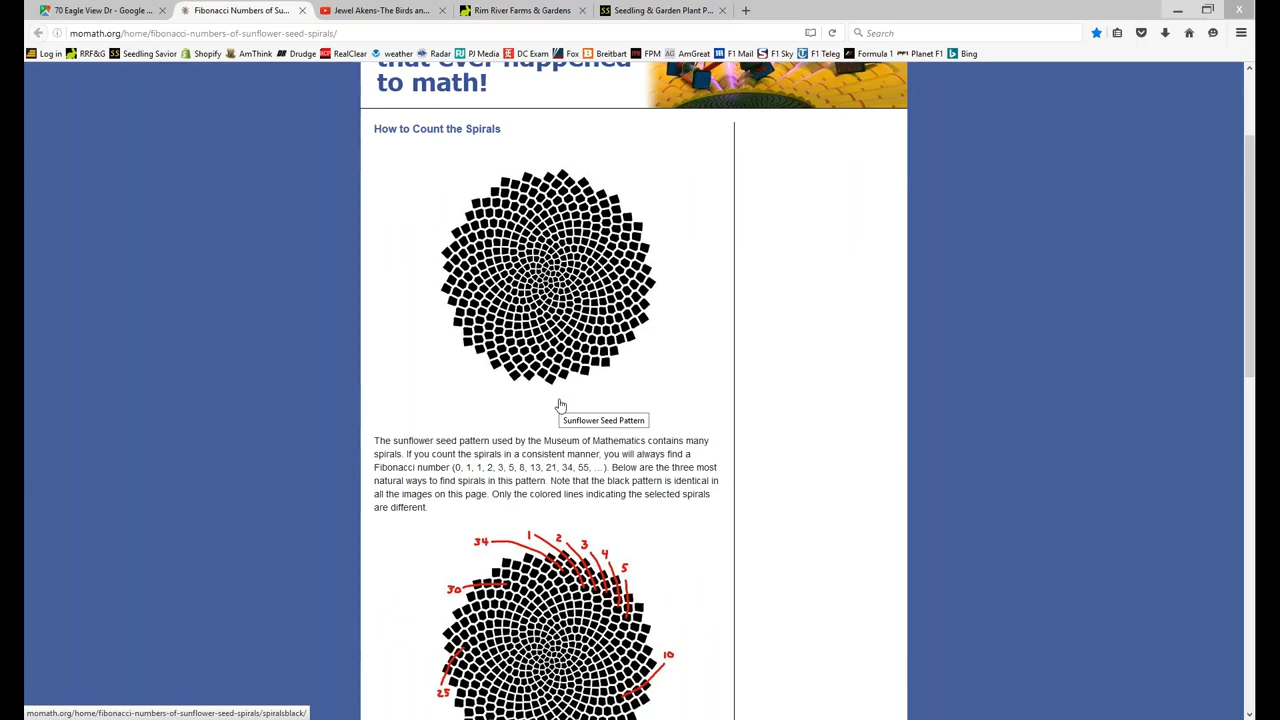 70 Eagle View Dr - Google ...
Fibonacci Numbers of Su...
Jewel Akens-The Birds an...
Rim River Farms & Gardens
Seedling & Garden Plant P...
momath.org/home/fibonacci-numbers-of-sunflower-seed-spirals/
Search
Log in RRF&G Seedling Savior Shopify AmThink Drudge RealClear weather Radar PJ Media DC Exam Fox Breitbart FPM AmGreat F1 Mail F1 Sky F1 Teleg Formula 1 Planet F1 Bing
that ever happened
to math!
How to Count the Spirals
Sunflower Seed Pattern
The sunflower seed pattern used by the Museum of Mathematics contains many
spirals. If you count the spirals in a consistent manner, you will always find a
Fibonacci number (0, 1, 1, 2, 3, 5, 8, 13, 21, 34, 55, ...). Below are the three most
natural ways to find spirals in this pattern. Note that the black pattern is identical in
all the images on this page. Only the colored lines indicating the selected spirals
are different.
34 1 2 3 4 5
30
10
25
momath.org/home/fibonacci-numbers-of-sunflower-seed-spirals/spiralsblack/